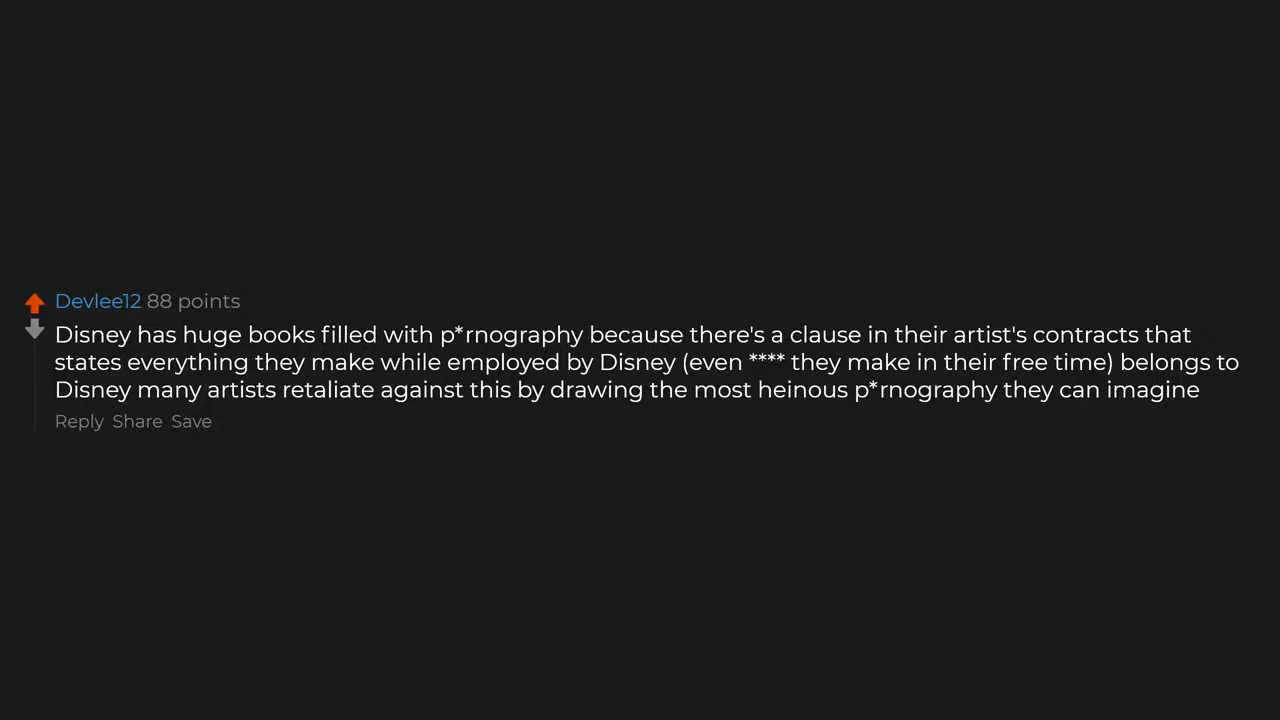 Devlee12 88 points
Disney has huge books filled with p*rnography because there's a clause in their artist's contracts that
states everything they make while employed by Disney (even **** they make in their free time) belongs to
Disney many artists retaliate against this by drawing the most heinous p*rnography they can imagine
Reply Share Save